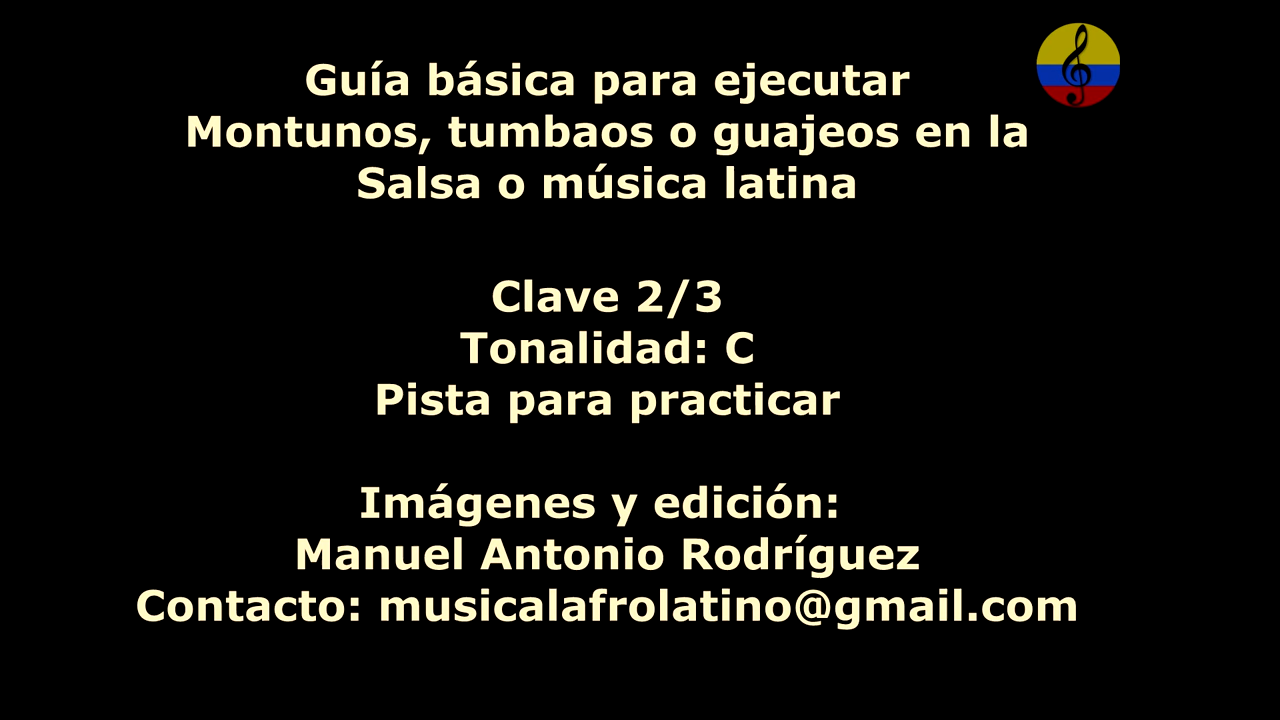 Guía básica para ejecutar
Montunos, tumbaos o guajeos en la
Salsa o música latina
Clave 2/3
Tonalidad: C
Pista para practicar
Imágenes y edición:
Manuel Antonio Rodríguez
Contacto: musicalafrolatino@gmail.com